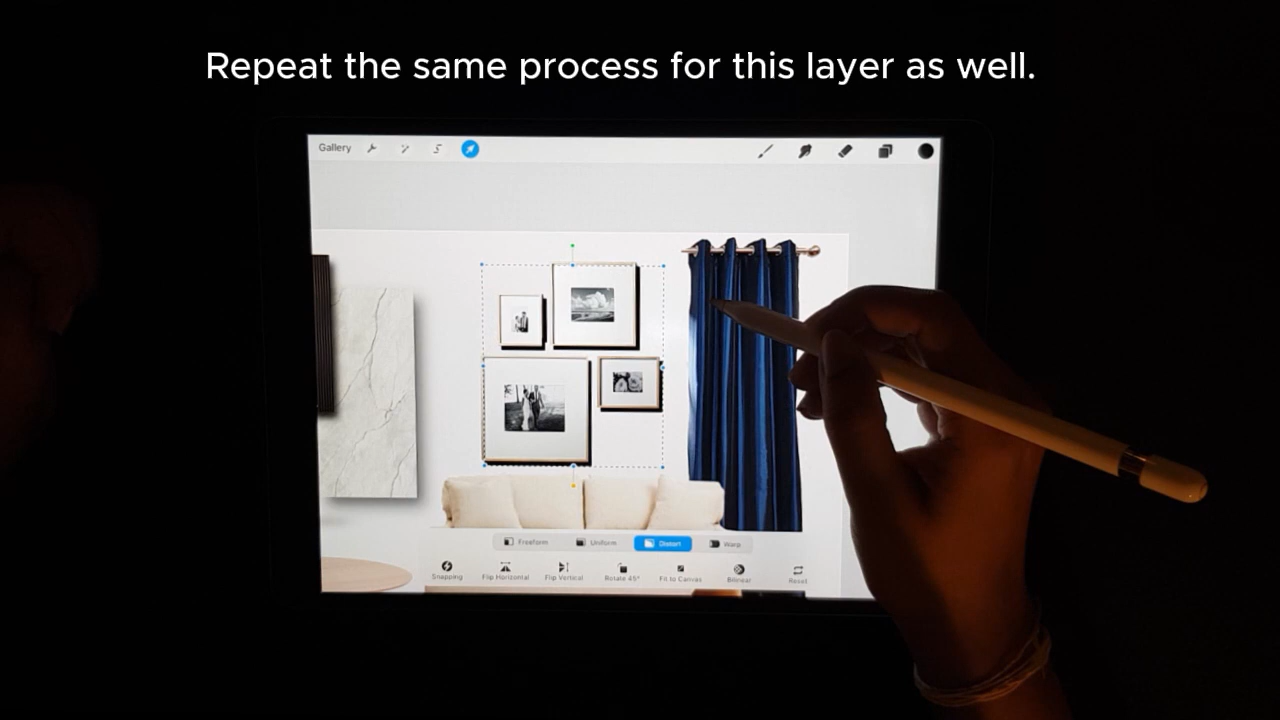 Repeat the same process for this layer as well.
Gallery
Freeform Uniform Distort Warp
Snapping Flip Horizontal Flip Vertical Rotate 45° Fit to Canvas Bilinear Reset